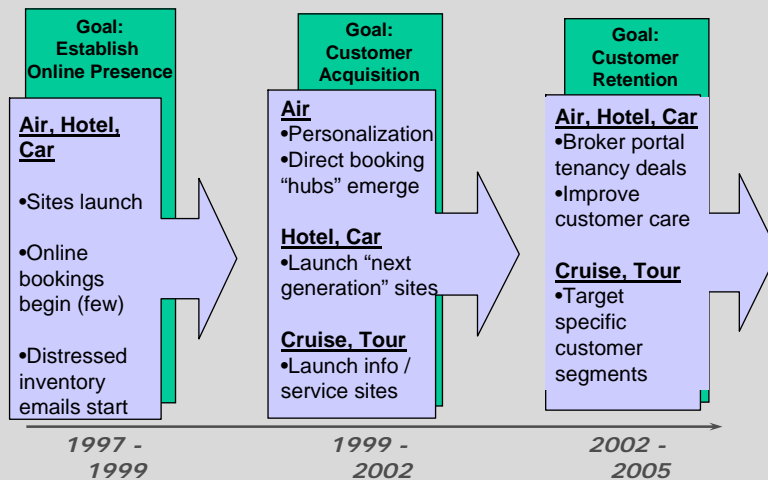 Goal:
Establish
Online Presence
Air, Hotel,
Car
•Sites launch
•Online
bookings
begin (few)
•Distressed
inventory
emails start
1997 -
1999
Goal:
Customer
Acquisition
Air
•Personalization
•Direct booking
“hubs” emerge
Hotel, Car
•Launch “next
generation” sites
Cruise, Tour
•Launch info /
service sites
1999 -
2002
Goal:
Customer
Retention
Air, Hotel, Car
•Broker portal
tenancy deals
•Improve
customer care
Cruise, Tour
•Target
specific
customer
segments
2002 -
2005